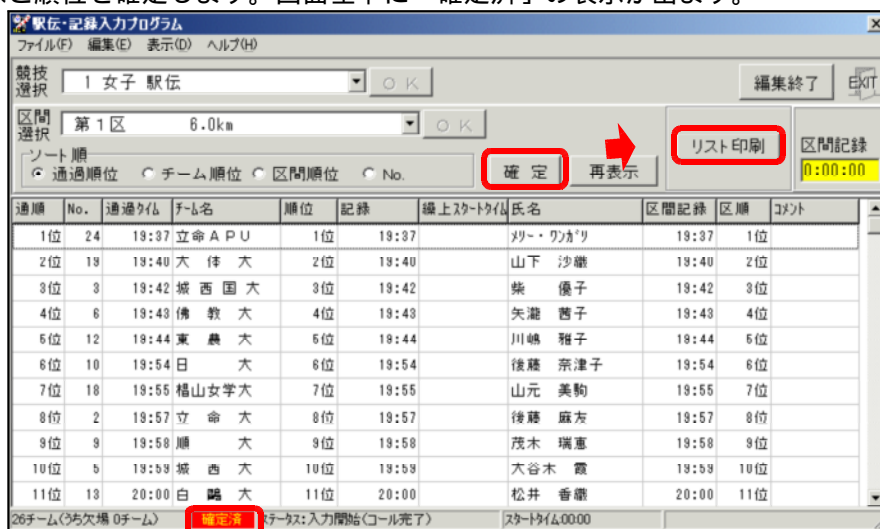 と順位を確定します。画面左下に「確定済」の表示が出ます。
駅伝・記録入力プログラム
ファイル(F) 編集(E) 表示(D) ヘルプ(H)
競技選択 1 女子 駅伝 OK 編集終了 EXIT
区間選択 第1区 6.0km OK
リスト印刷 区間記録
0:00:00
ソート順
通過順位 チーム順位 区間順位 No. 確定 再表示
通順 No. 通過タイム チーム名 順位 記録 繰上スタートタイム 氏名 区間記録 区順 コメント
1位 24 19:37 立命APU 1位 19:37 メリー・ワンガリ 19:37 1位
2位 19 19:40 大 体 大 2位 19:40 山下 沙織 19:40 2位
3位 3 19:42 城西国大 3位 19:42 柴 優子 19:42 3位
4位 6 19:43 佛 教 大 4位 19:43 矢瀧 茜子 19:43 4位
5位 12 19:44 東 農 大 5位 19:44 川嶋 雅子 19:44 5位
6位 10 19:54 日 大 6位 19:54 後藤 奈津子 19:54 6位
7位 18 19:55 椙山女学大 7位 19:55 山元 美駒 19:55 7位
8位 2 19:57 立 命 大 8位 19:57 後藤 麻友 19:57 8位
9位 9 19:58 順 大 9位 19:58 茂木 瑞恵 19:58 9位
10位 5 19:59 城 西 大 10位 19:59 大谷木 霞 19:59 10位
11位 13 20:00 白 鷗 大 11位 20:00 松井 香織 20:00 11位
26チーム(うち欠場 0チーム) 確定済 ステータス:入力開始(コール完了) スタートタイム00:00